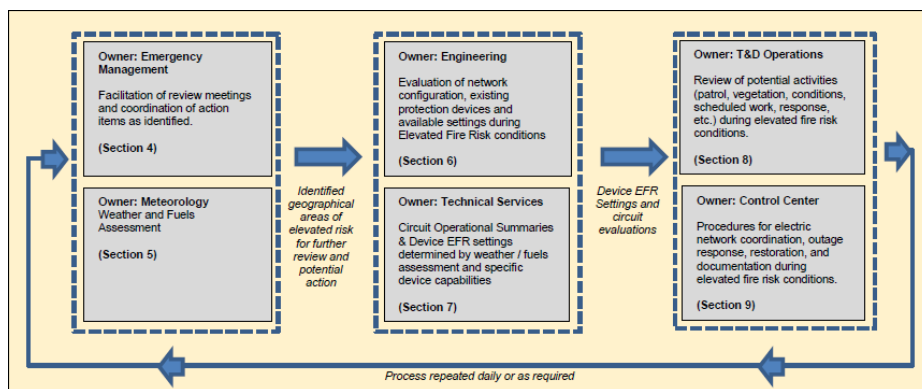 Owner: Emergency
Management
Facilitation of review meetings
and coordination of action
items as identified.
(Section 4)
Owner: Meteorology
Weather and Fuels
Assessment
(Section 5)
Identified
geographical
areas of
elevated risk
for further
review and
potential
action
Owner: Engineering
Evaluation of network
configuration, existing
protection devices and
available settings during
Elevated Fire Risk conditions
(Section 6)
Owner: Technical Services
Circuit Operational Summaries
& Device EFR settings
determined by weather / fuels
assessment and specific
device capabilities
(Section 7)
Device EFR
Settings and
circuit
evaluations
Owner: T&D Operations
Review of potential activities
(patrol, vegetation, conditions,
scheduled work, response,
etc.) during elevated fire risk
conditions.
(Section 8)
Owner: Control Center
Procedures for electric
network coordination, outage
response, restoration, and
documentation during
elevated fire risk conditions.
(Section 9)
Process repeated daily or as required